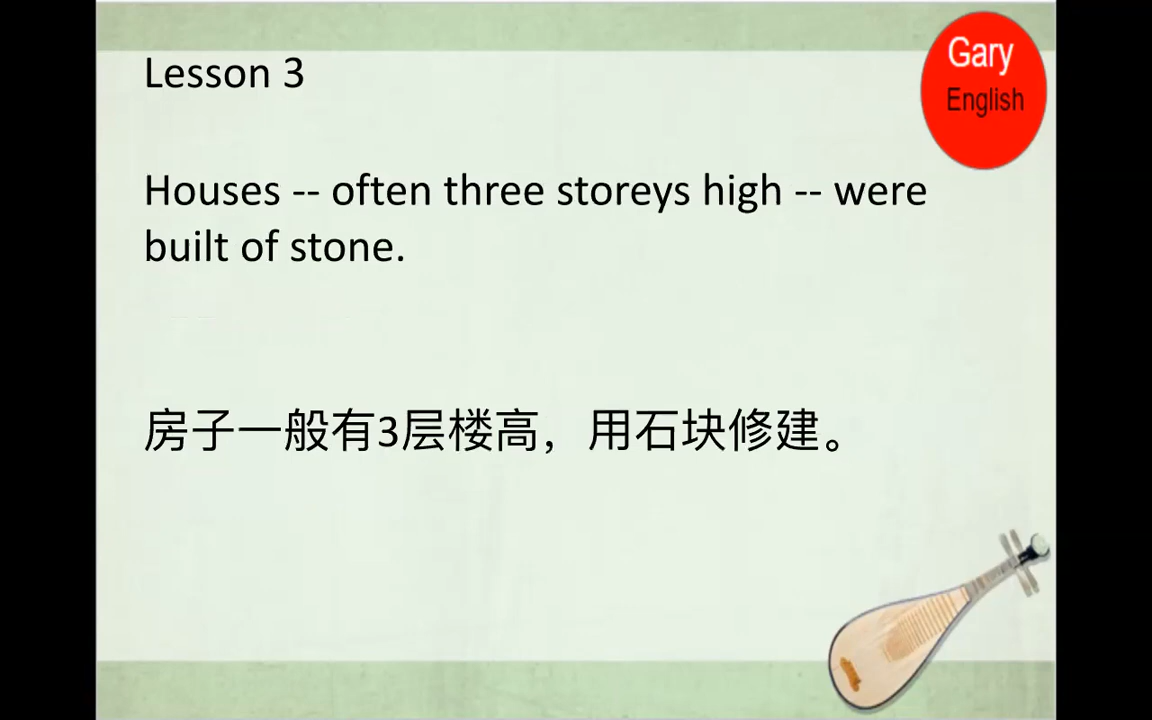 Lesson 3
Gary
English
Houses -- often three storeys high -- were
built of stone.
房子一般有3层楼高，用石块修建。